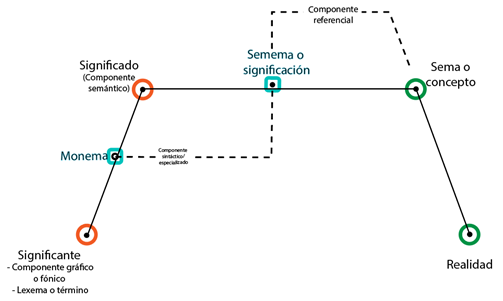 Componente
referencial
Significado
(Componente
semántico)
Semema o
significación
Sema o
concepto
Monema
Componente
sintáctico/
especializado
Significante
- Componente gráfico
o fónico
- Lexema o término
Realidad